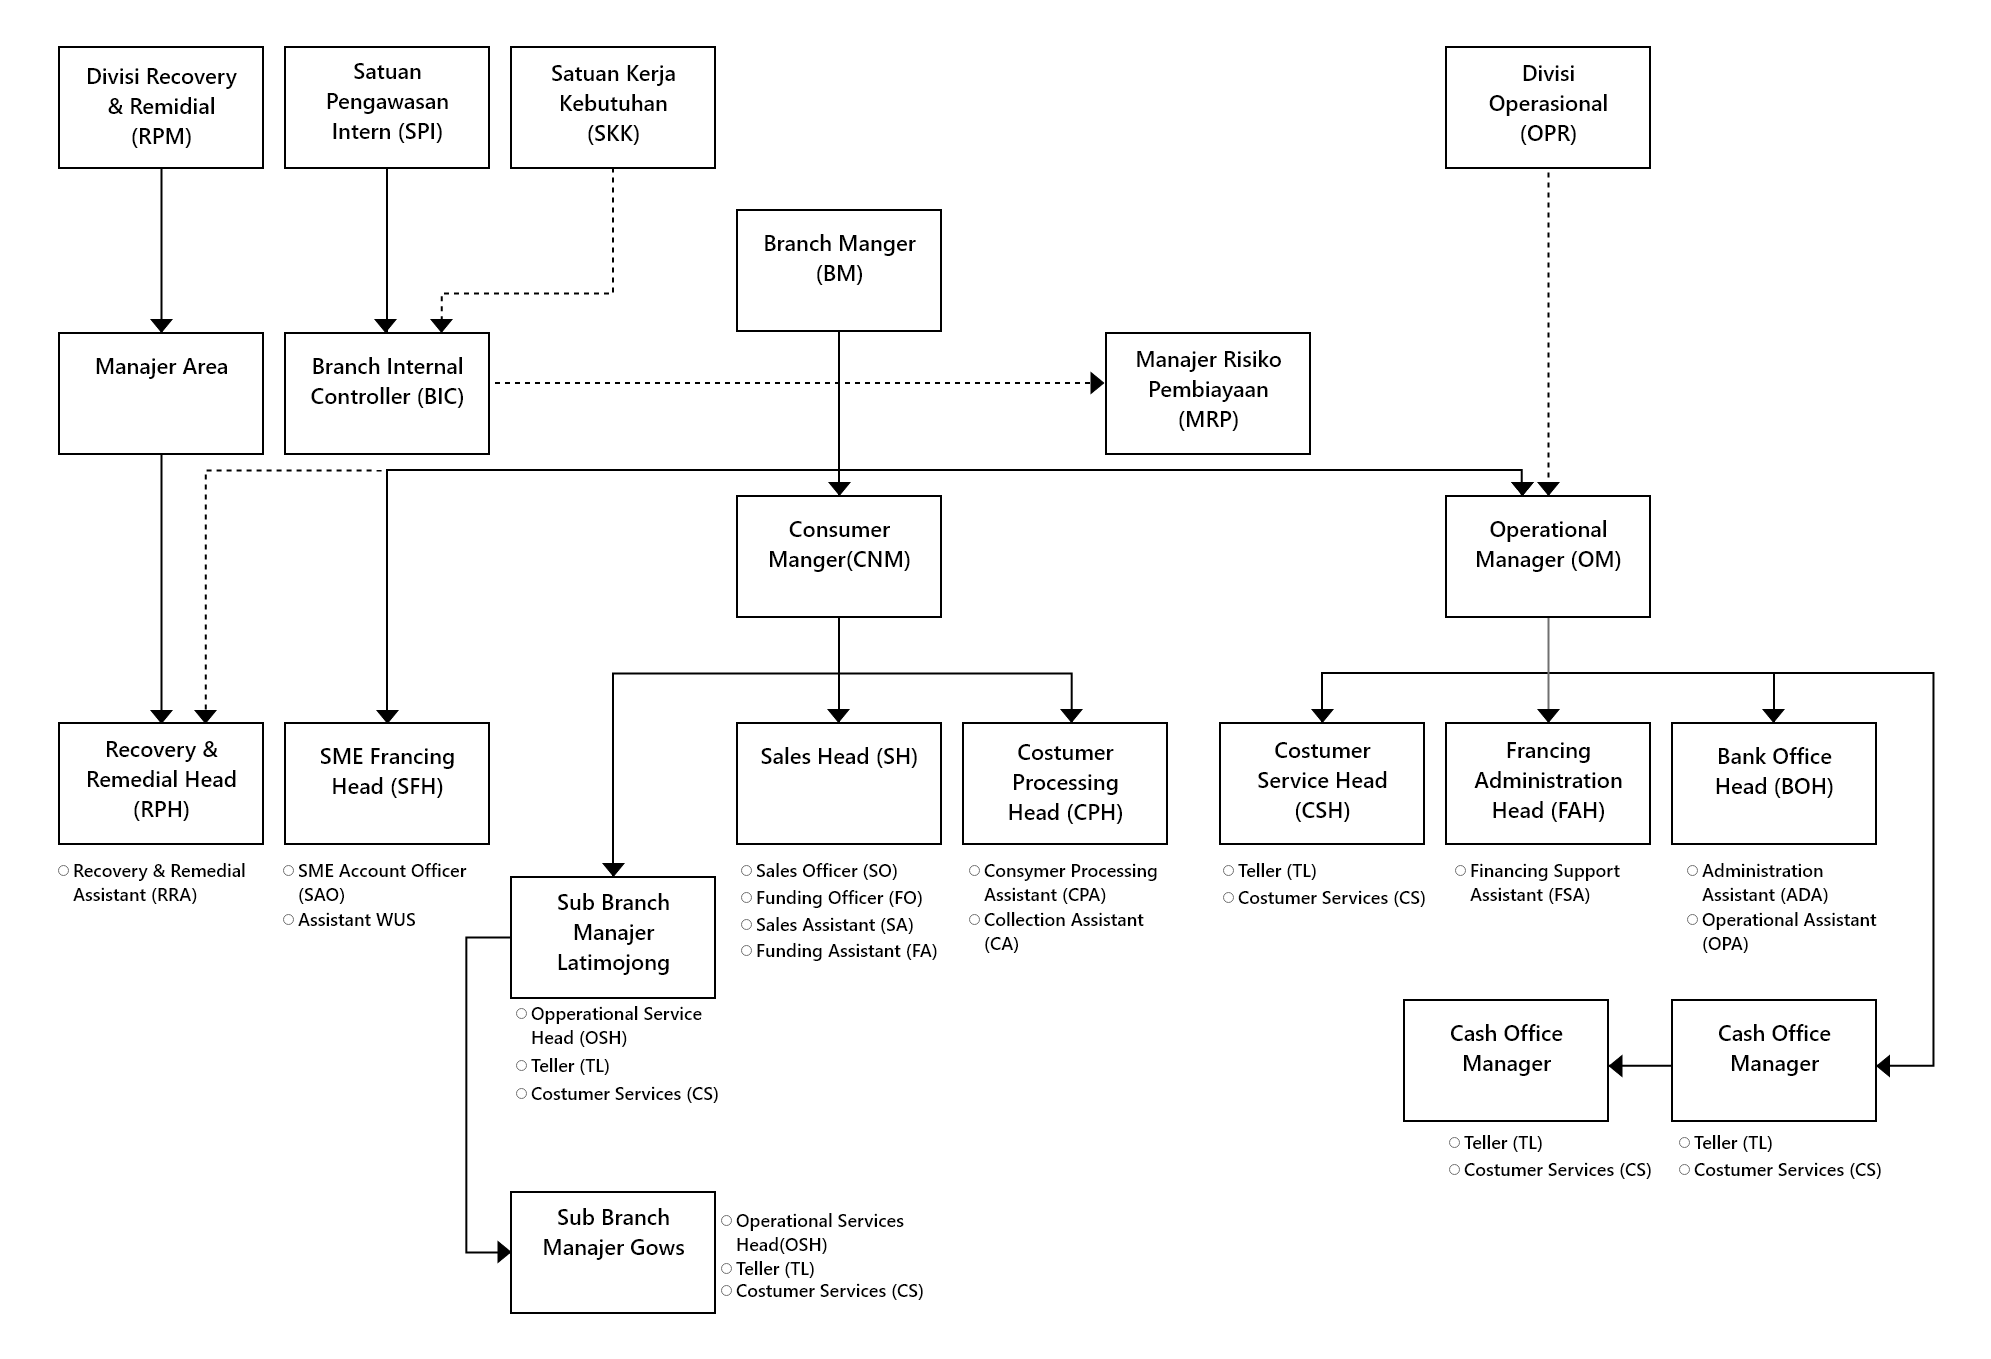 Divisi Recovery
& Remidial
(RPM)
Satuan
Pengawasan
Intern (SPI)
Satuan Kerja
Kebutuhan
(SKK)
Divisi
Operasional
(OPR)
Branch Manger
(BM)
Manajer Area
Branch Internal
Controller (BIC)
Manajer Risiko
Pembiayaan
(MRP)
Consumer
Manger(CNM)
Operational
Manager (OM)
Recovery &
Remedial Head
(RPH)
SME Francing
Head (SFH)
Sales Head (SH)
Costumer
Processing
Head (CPH)
Costumer
Service Head
(CSH)
Francing
Administration
Head (FAH)
Bank Office
Head (BOH)
Recovery & Remedial
Assistant (RRA)
SME Account Officer
(SAO)
Assistant WUS
Sub Branch
Manajer
Latimojong
Sales Officer (SO)
Funding Officer (FO)
Sales Assistant (SA)
Funding Assistant (FA)
Consymer Processing
Assistant (CPA)
Collection Assistant
(CA)
Teller (TL)
Costumer Services (CS)
Financing Support
Assistant (FSA)
Administration
Assistant (ADA)
Operational Assistant
(OPA)
Opperational Service
Head (OSH)
Teller (TL)
Costumer Services (CS)
Cash Office
Manager
Cash Office
Manager
Teller (TL)
Costumer Services (CS)
Teller (TL)
Costumer Services (CS)
Sub Branch
Manajer Gows
Operational Services
Head(OSH)
Teller (TL)
Costumer Services (CS)